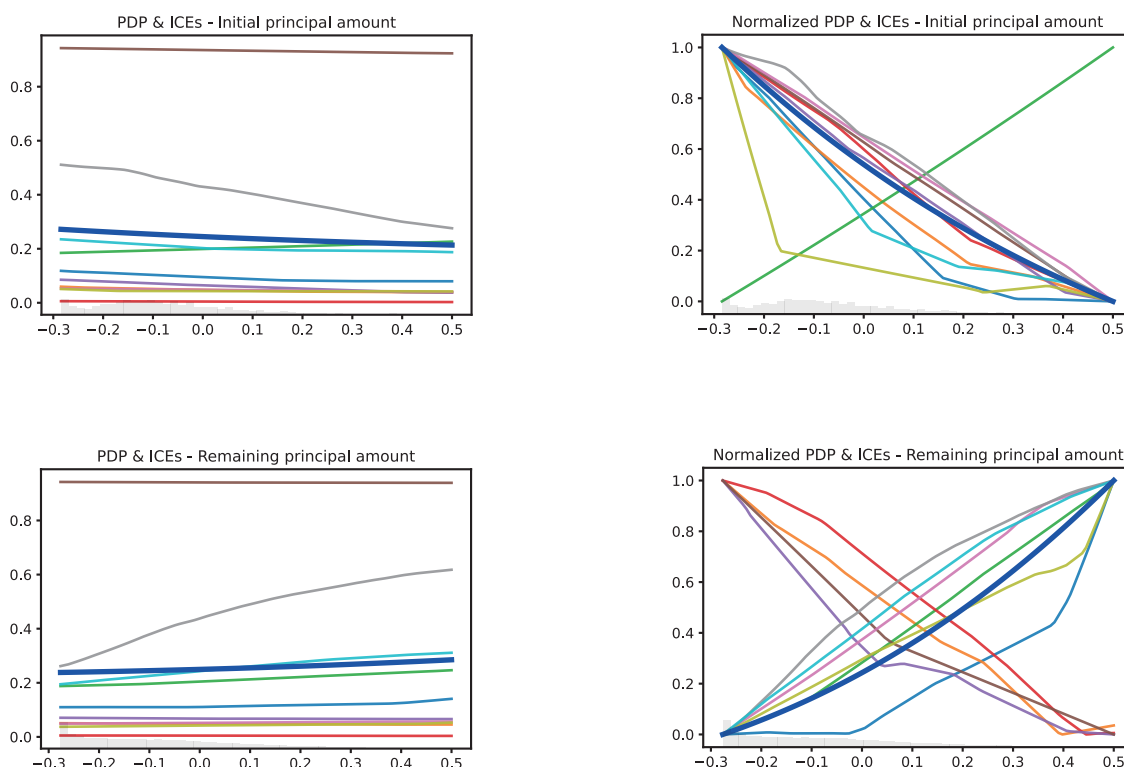 PDP & ICEs - Initial principal amount
0.8
0.6
0.4
0.2
0.0
−0.3 −0.2 −0.1 0.0 0.1 0.2 0.3 0.4 0.5
Normalized PDP & ICEs - Initial principal amount
1.0
0.8
0.6
0.4
0.2
0.0
−0.3 −0.2 −0.1 0.0 0.1 0.2 0.3 0.4 0.5
PDP & ICEs - Remaining principal amount
0.8
0.6
0.4
0.2
0.0
−0.3 −0.2 −0.1 0.0 0.1 0.2 0.3 0.4 0.5
Normalized PDP & ICEs - Remaining principal amount
1.0
0.8
0.6
0.4
0.2
0.0
−0.3 −0.2 −0.1 0.0 0.1 0.2 0.3 0.4 0.5